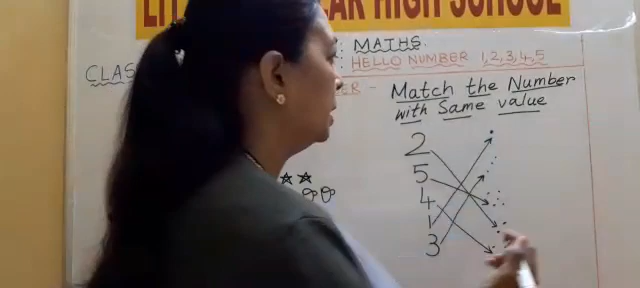 HIGH SCHOOL
MATHS.
HELLO NUMBER 1,2,3,4,5
Match the Number
with Same value
2
5
4
1
3